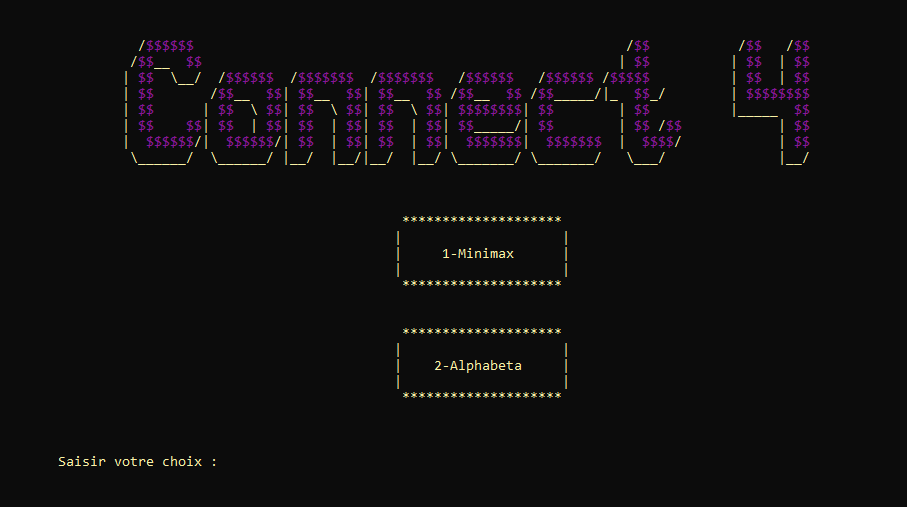 Connect 4
1-Minimax
2-Alphabeta
Saisir votre choix :